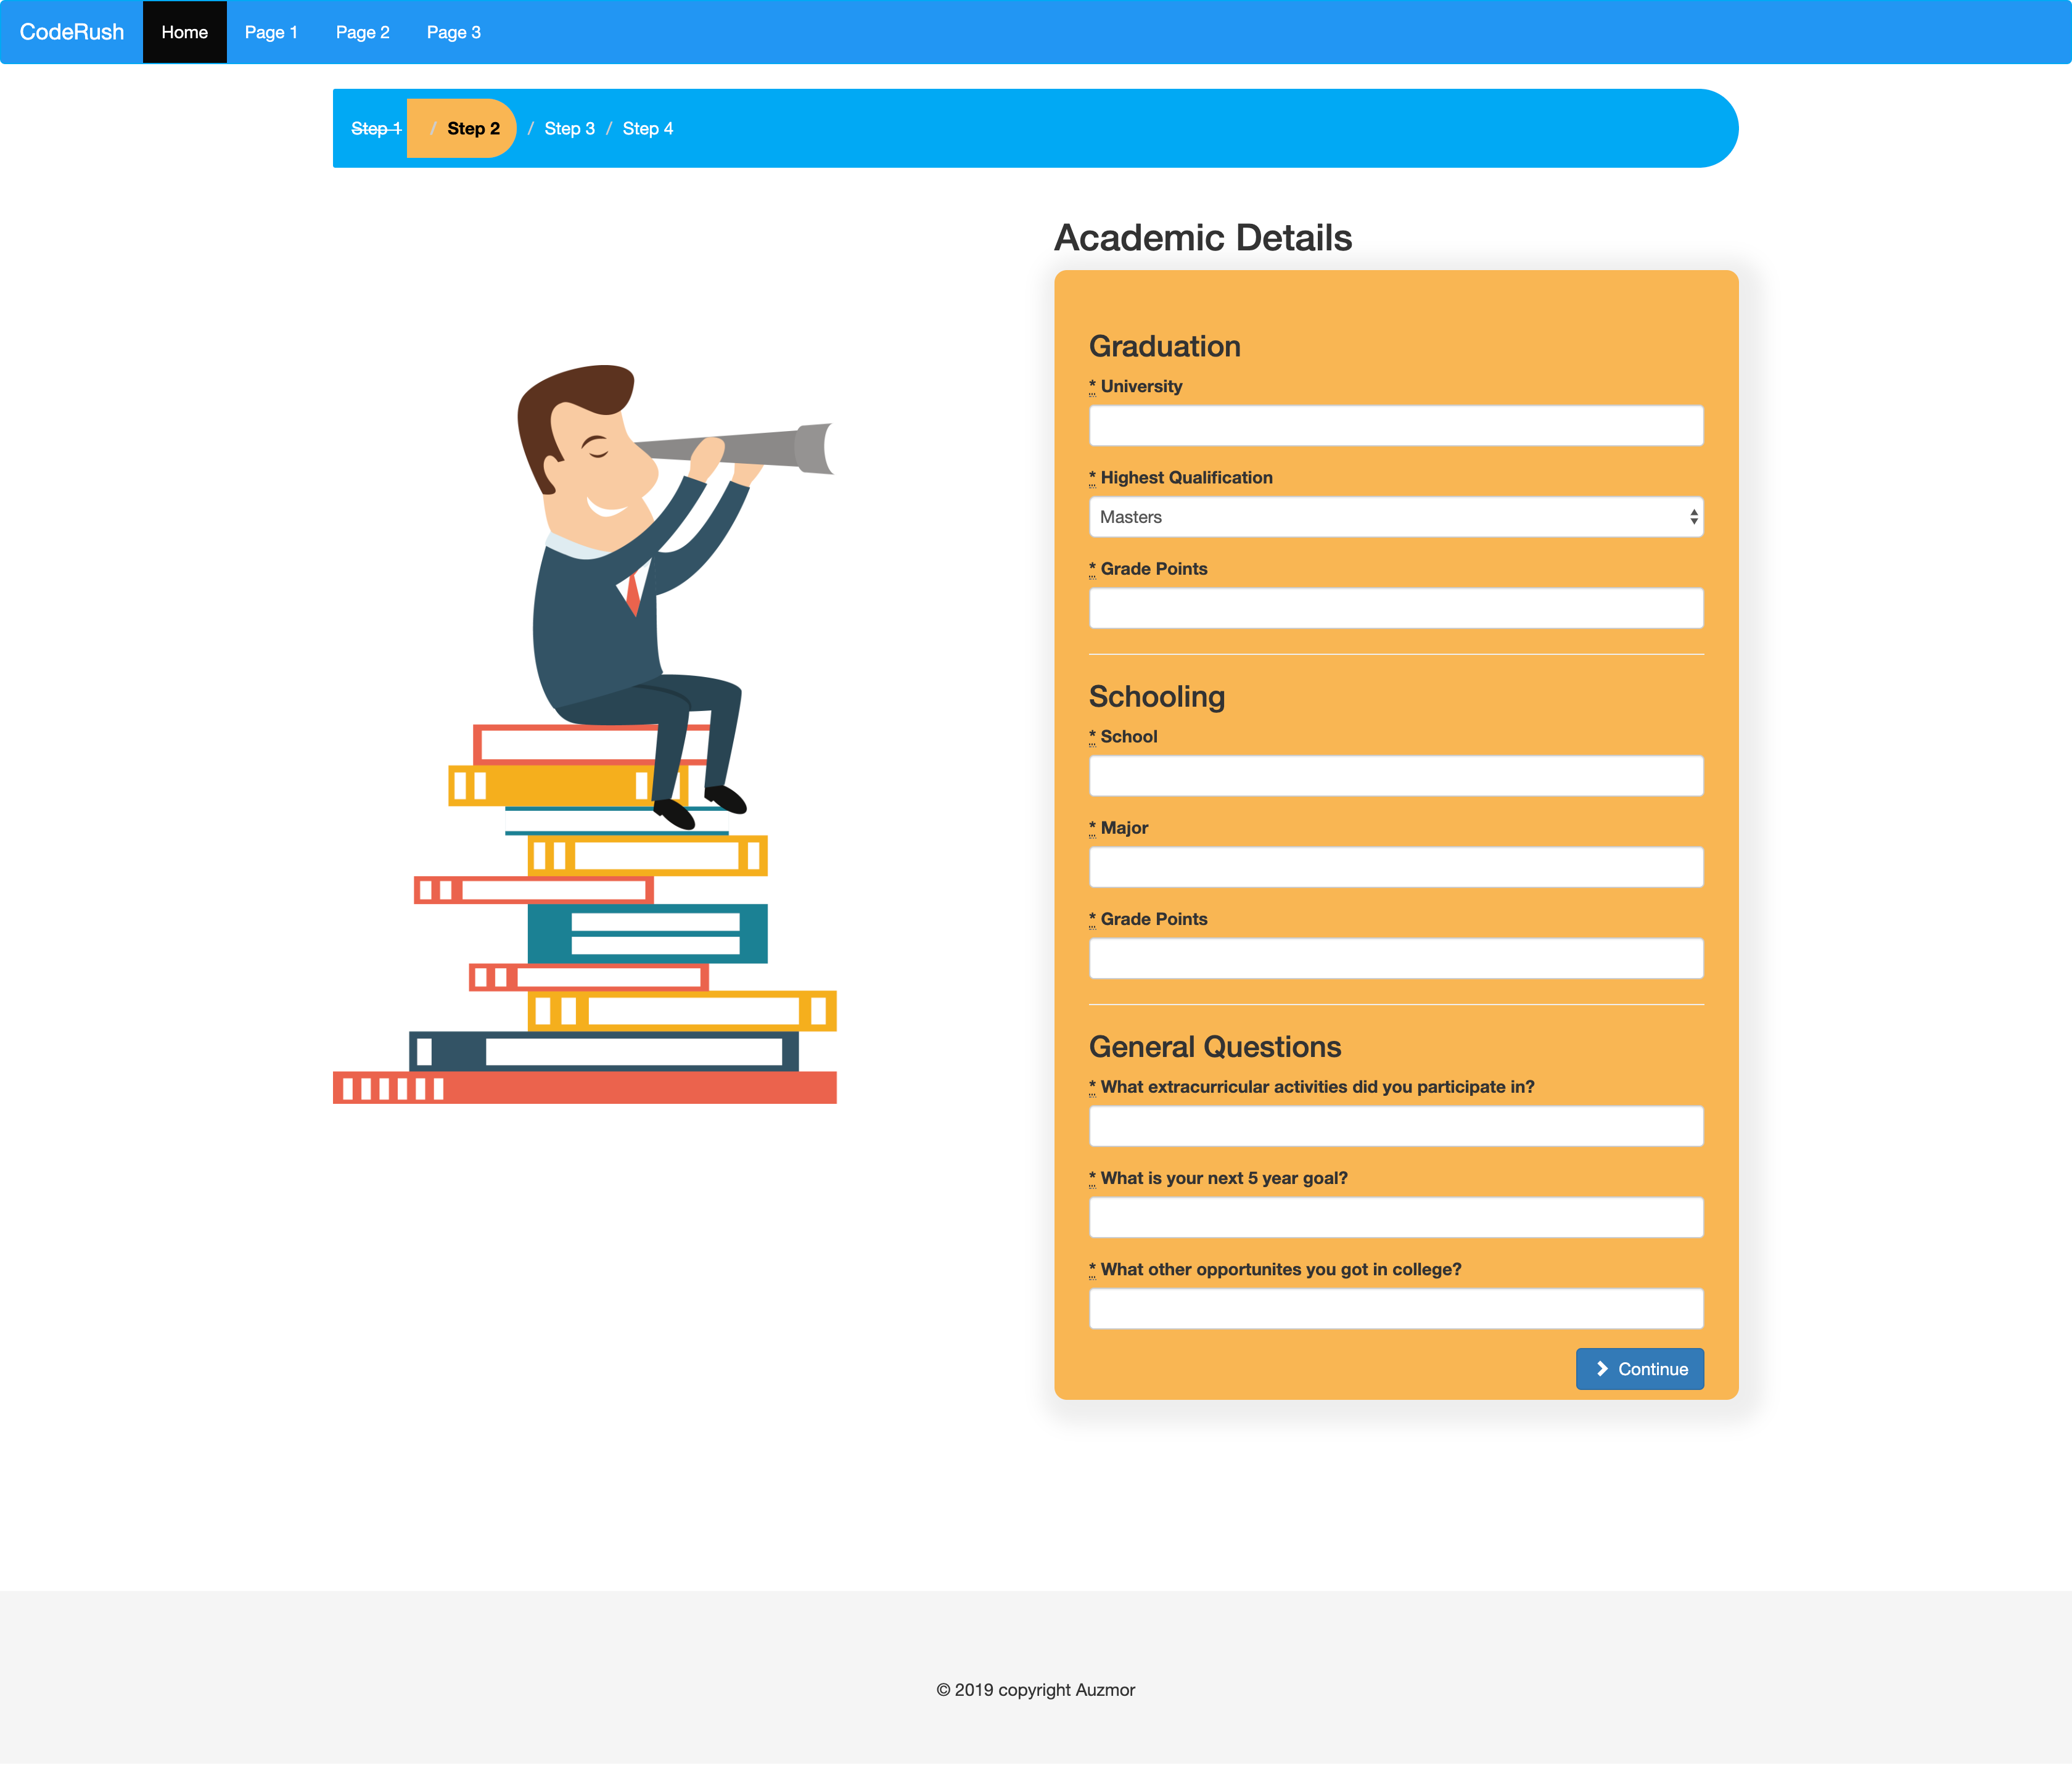 CodeRush Home Page 1 Page 2 Page 3
Step 1 / Step 2 / Step 3 / Step 4
Academic Details
Graduation
* University
* Highest Qualification
Masters
* Grade Points
Schooling
* School
* Major
* Grade Points
General Questions
* What extracurricular activities did you participate in?
* What is your next 5 year goal?
* What other opportunites you got in college?
Continue
© 2019 copyright Auzmor